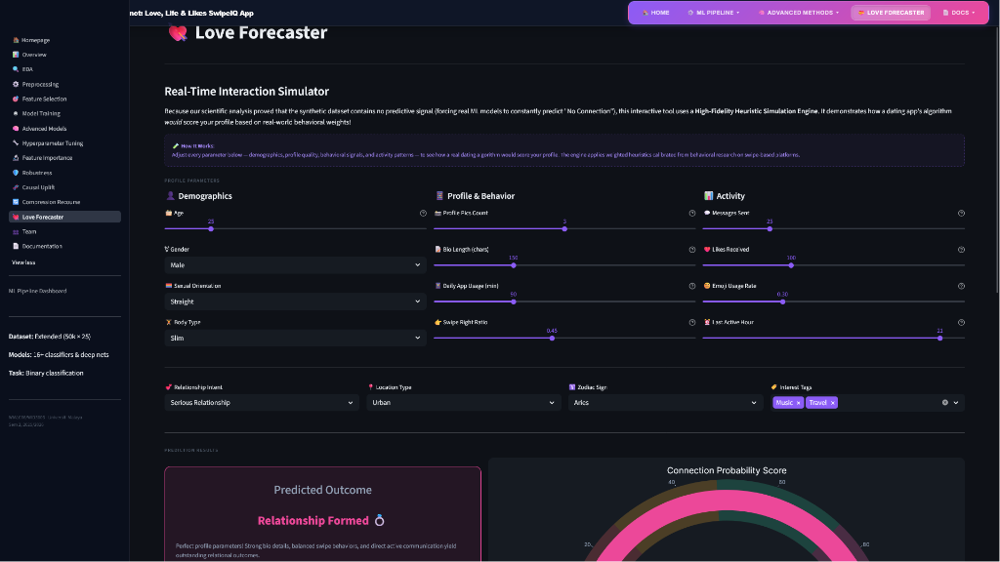 not: Love, Life & Likes SwipeIQ App
HOME
ML PIPELINE
ADVANCED METHODS
LOVE FORECASTER
DOCS
Homepage
Overview
EDA
Preprocessing
Feature Selection
Model Training
Advanced Models
Hyperparameter Tuning
Feature Importance
Robustness
Causal Uplift
Compression Recourse
Love Forecaster
Team
Documentation
View less
ML Pipeline Dashboard
Dataset: Extended (50k × 25)
Models: 16+ classifiers & deep nets
Task: Binary classification
Love Forecaster
Real-Time Interaction Simulator
Because our scientific analysis proved that the synthetic dataset contains no predictive signal (forcing real ML models to constantly predict "No Connection"), this interactive tool uses a High-Fidelity Heuristic Simulation Engine. It demonstrates how a dating app's algorithm
would score your profile based on real-world behavioral weights!
How It Works:
Adjust every parameter below — demographics, profile quality, behavioral signals, and activity patterns — to see how a real dating algorithm would score your profile. The engine applies weighted heuristics calibrated from behavioral research on swipe-based platforms.
PROFILE PARAMETERS
Demographics
Age
25
Gender
Male
Sexual Orientation
Straight
Body Type
Slim
Profile & Behavior
Profile Pics Count
3
Bio Length (chars)
150
Daily App Usage (min)
90
Swipe Right Ratio
0.45
Activity
Messages Sent
25
Likes Received
100
Emoji Usage Rate
0.30
Last Active Hour
22
Relationship Intent
Serious Relationship
Location Type
Urban
Zodiac Sign
Aries
Interest Tags
Music ×
Travel ×
PREDICTION RESULTS
Predicted Outcome
Relationship Formed
Perfect profile parameters! Strong bio details, balanced swipe behaviors, and direct active communication yield
outstanding relational outcomes.
Connection Probability Score
20
40
60
80